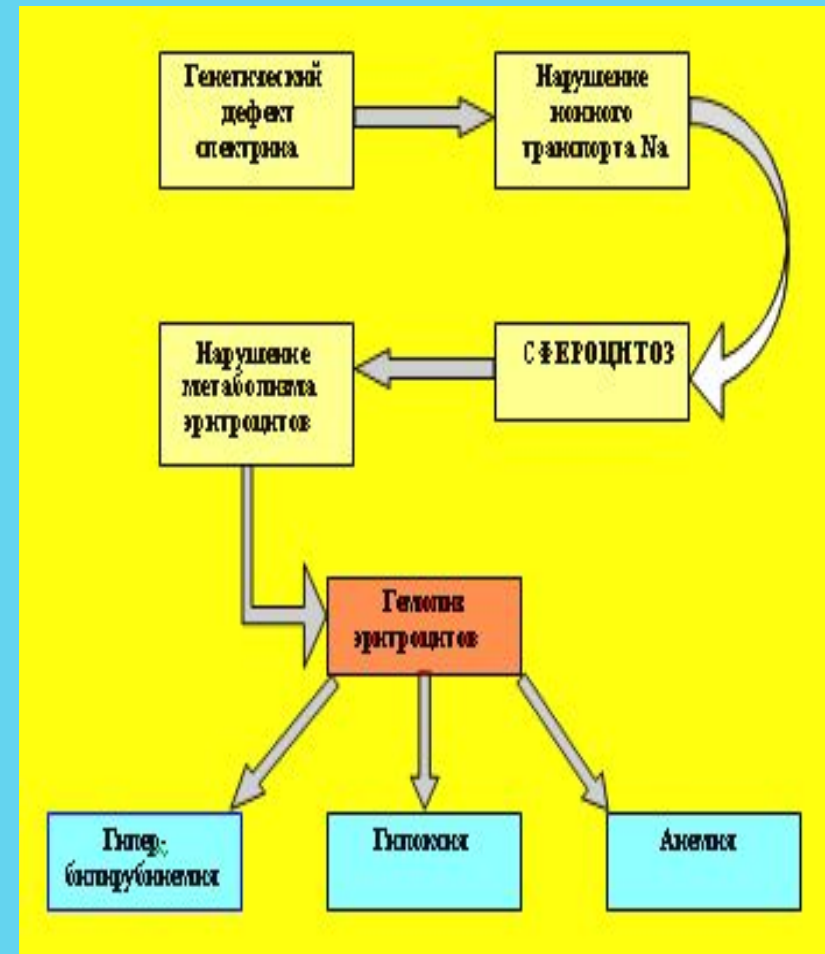 Генетический
дефект
спектрина
Нарушение
ионного
транспорта Na
СФЕРОЦИТОЗ
Нарушение
метаболизма
эритроцитов
Гемолиз
эритроцитов
Гипер-
билирубинемия
Гипоксия
Анемия